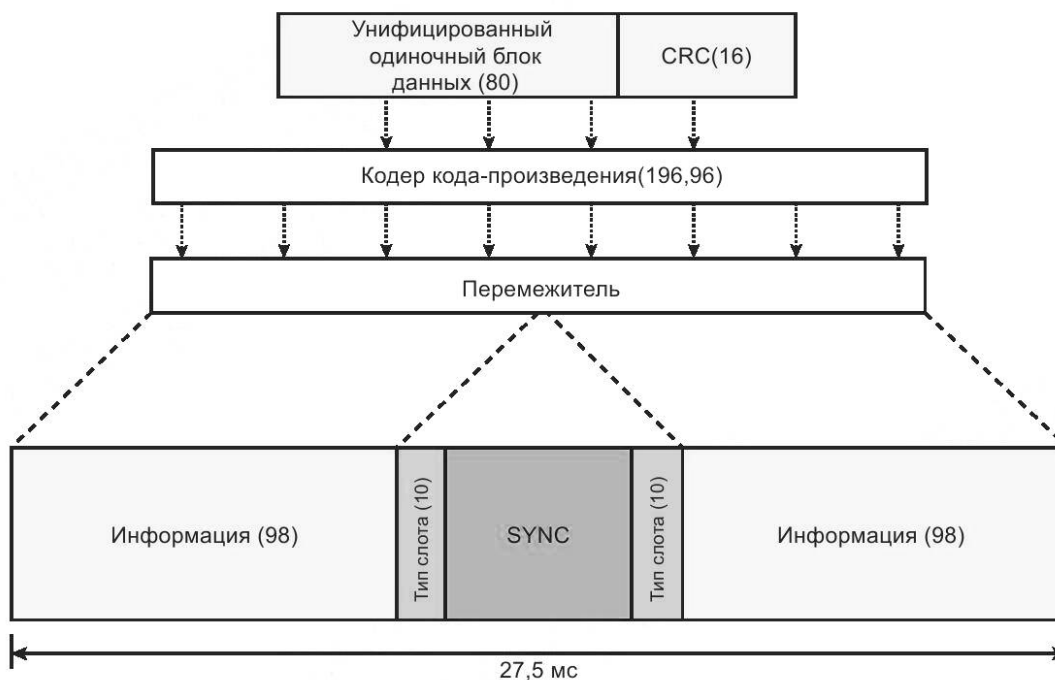 Унифицированный
одиночный блок
данных (80)
CRC(16)
Кодер кода-произведения(196,96)
Перемежитель
Информация (98)
Тип слота (10)
SYNC
Тип слота (10)
Информация (98)
27,5 мс